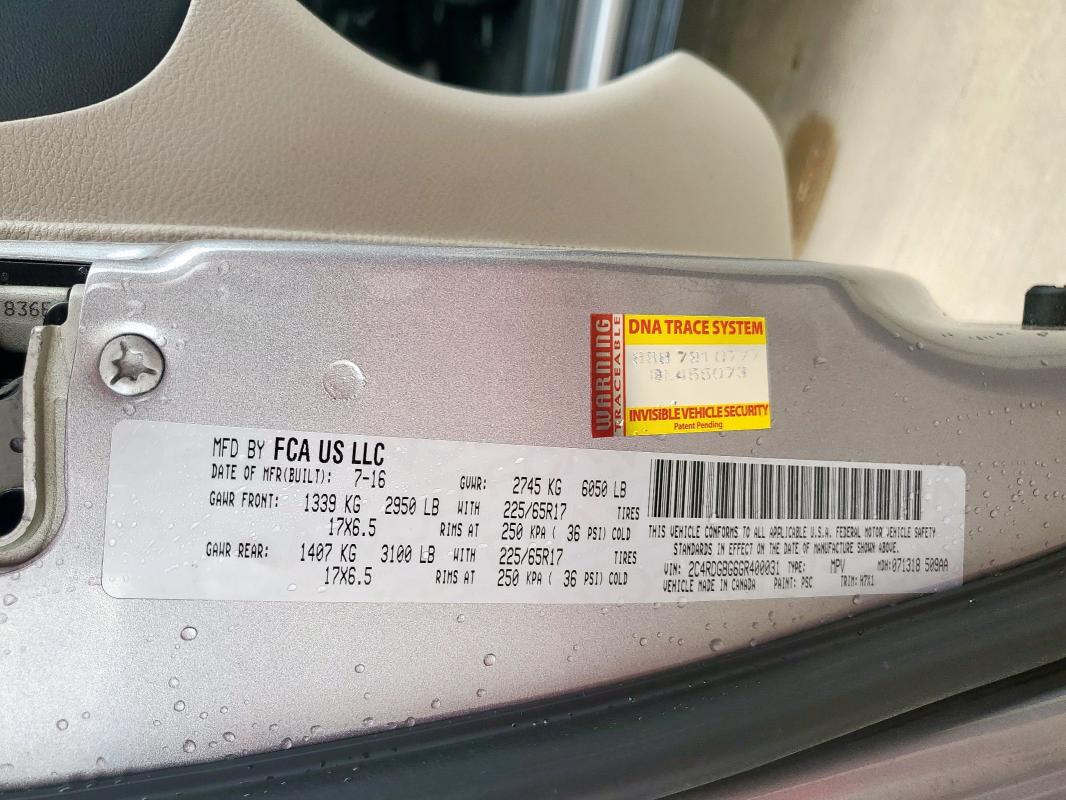 836
WARNING
TRACEABLE
DNA TRACE SYSTEM
INVISIBLE VEHICLE SECURITY
Patent Pending
MFD BY FCA US LLC
DATE OF MFR(BUILT): 7-16 GVWR: 2745 KG 6050 LB
GAWR FRONT: 1339 KG 2950 LB WITH 225/65R17 TIRES
17X6.5 RIMS AT 250 KPA ( 36 PSI) COLD
GAWR REAR: 1407 KG 3100 LB WITH 225/65R17 TIRES
17X6.5 RIMS AT 250 KPA ( 36 PSI) COLD
THIS VEHICLE CONFORMS TO ALL APPLICABLE U.S.A. FEDERAL MOTOR VEHICLE SAFETY
STANDARDS IN EFFECT ON THE DATE OF MANUFACTURE SHOWN ABOVE.
VIN: 2C4RDGBG6GR400031 TYPE: MPV MDH: 071318 509AA
VEHICLE MADE IN CANADA PAINT: PSC TRIM: H7X1